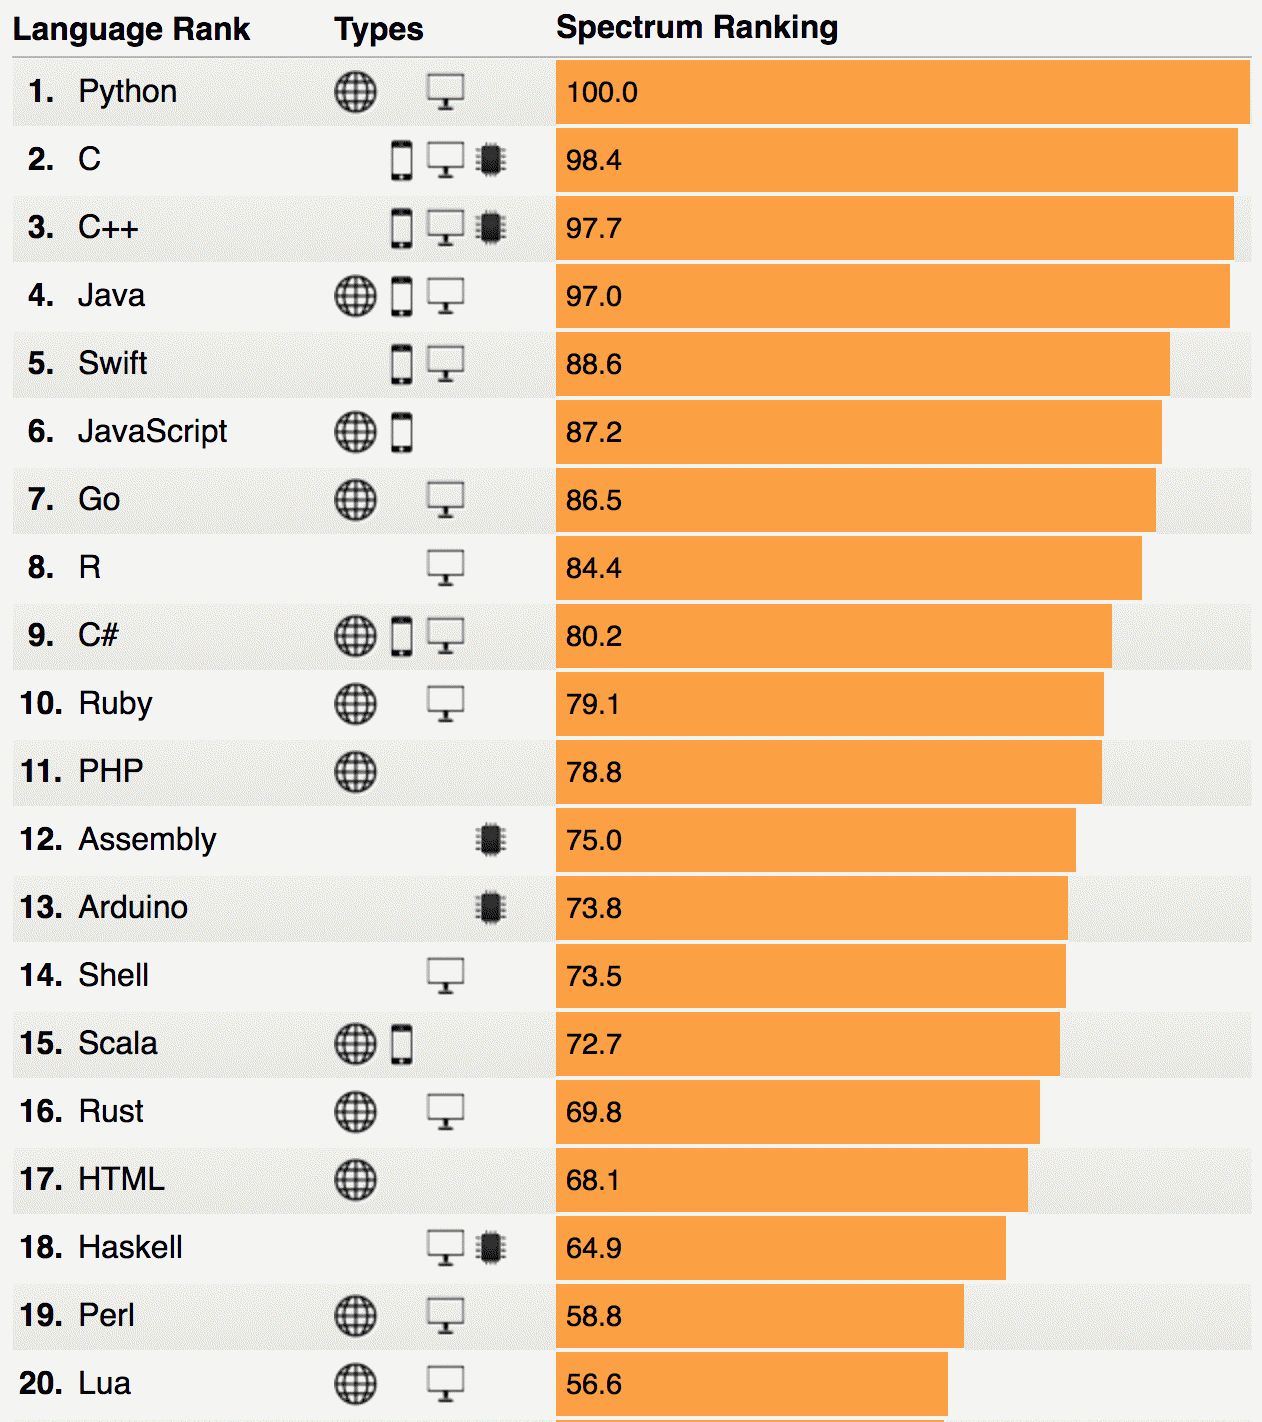 Language Rank Types Spectrum Ranking
1. Python 100.0
2. C 98.4
3. C++ 97.7
4. Java 97.0
5. Swift 88.6
6. JavaScript 87.2
7. Go 86.5
8. R 84.4
9. C# 80.2
10. Ruby 79.1
11. PHP 78.8
12. Assembly 75.0
13. Arduino 73.8
14. Shell 73.5
15. Scala 72.7
16. Rust 69.8
17. HTML 68.1
18. Haskell 64.9
19. Perl 58.8
20. Lua 56.6